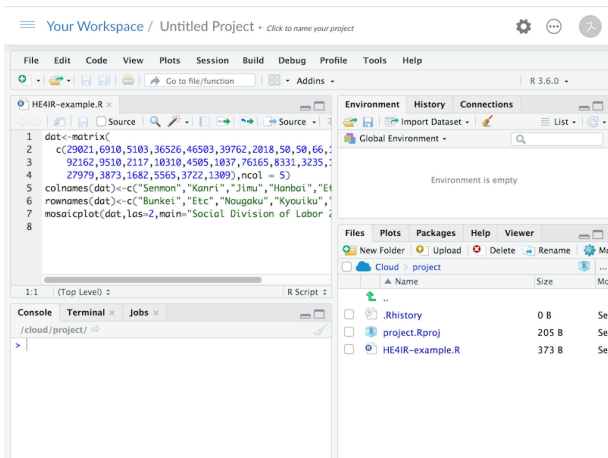 Your Workspace / Untitled Project ▾ Click to name your project
File Edit Code View Plots Session Build Debug Profile Tools Help
Go to file/function Addins R 3.6.0
HE4IR-example.R
Source Source
1 dat<-matrix(
2 c(29021,6910,5103,36526,46503,39762,2018,50,50,66,
3 92162,9510,2117,10310,4505,1037,76165,8331,3235,
4 27979,3873,1682,5565,3722,1309),ncol = 5)
5 colnames(dat)<-c("Senmon","Kanri","Jimu","Hanbai",
6 rownames(dat)<-c("Bunkei","Etc","Nougaku","Kyouiku",
7 mosaicplot(dat,las=2,main="Social Division of Labor
8
1:1 (Top Level) R Script
Console Terminal Jobs
/cloud/project/
>
Environment History Connections
Import Dataset List
Global Environment
Environment is empty
Files Plots Packages Help Viewer
New Folder Upload Delete Rename
Cloud project ...
Name Size
..
.Rhistory 0 B
project.Rproj 205 B
HE4IR-example.R 373 B